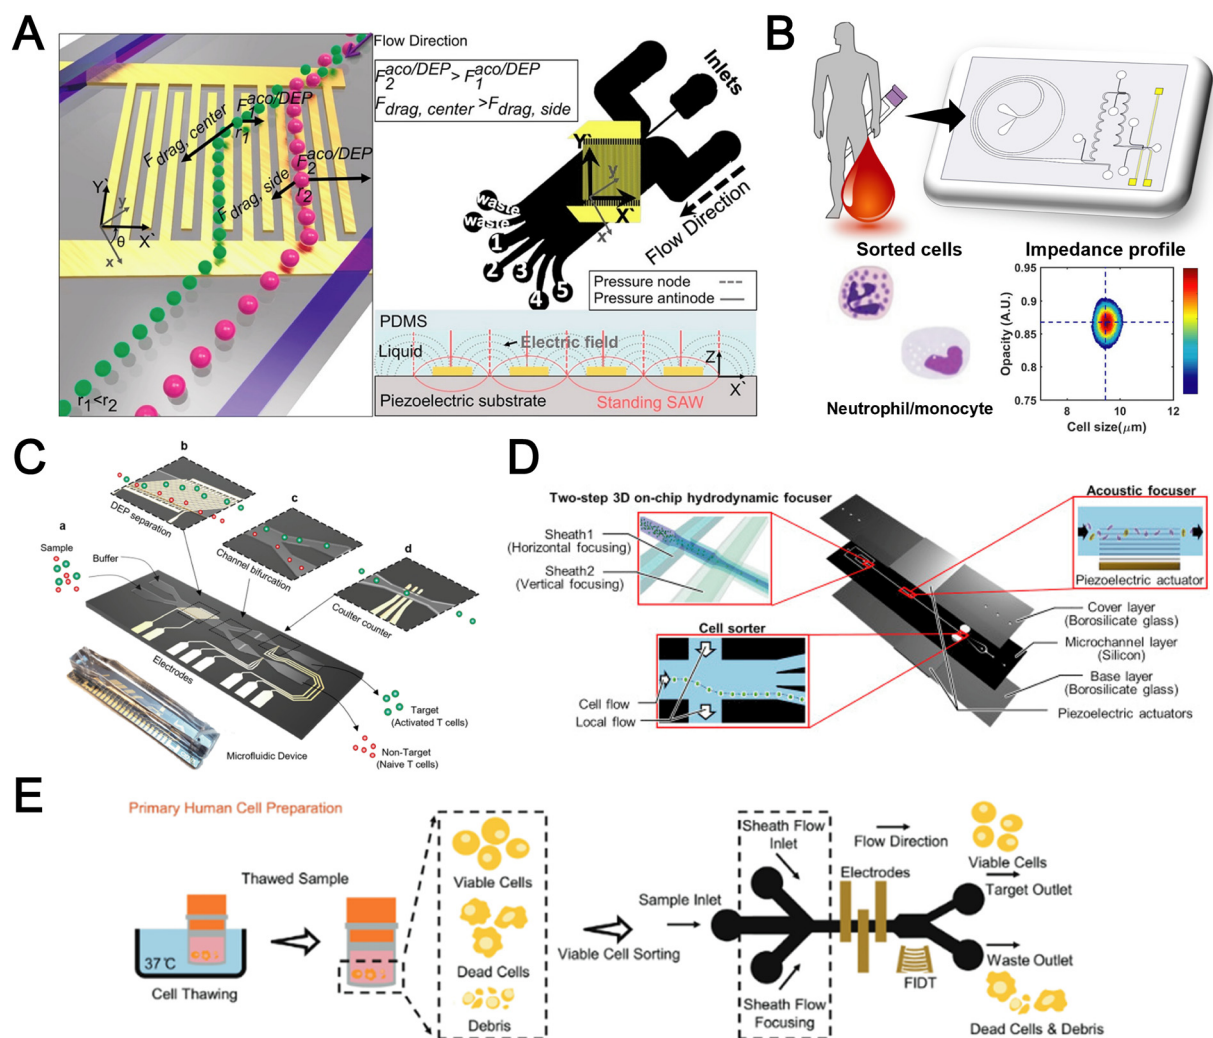 A
Flow Direction
F2^aco/DEP > F1^aco/DEP
Fdrag, center >Fdrag, side
F1^aco/DEP
r1
Fdrag, center
F2^aco/DEP
r2
Fdrag, side
Y`
y
X`
θ
x
r1<r2
Inlets
Y`
y
X`
x
Flow Direction
waste
waste
1
2
3
4
5
Pressure node
Pressure antinode
PDMS
Liquid
Electric field
Z
X`
Piezoelectric substrate
Standing SAW
B
Sorted cells
Neutrophil/monocyte
Impedance profile
Opacity (A.U.)
0.95
0.9
0.85
0.8
0.75
8
10
12
Cell size(μm)
C
a
Sample
Buffer
b
DEP separation
c
Channel bifurcation
d
Coulter counter
Electrodes
Target
(Activated T cells)
Non-Target
(Naive T cells)
Microfluidic Device
D
Two-step 3D on-chip hydrodynamic focuser
Sheath1
(Horizontal focusing)
Sheath2
(Vertical focusing)
Acoustic focuser
Piezoelectric actuator
Cell sorter
Cell flow
Local flow
Cover layer
(Borosilicate glass)
Microchannel layer
(Silicon)
Base layer
(Borosilicate glass)
Piezoelectric actuators
E
Primary Human Cell Preparation
37℃
Cell Thawing
Thawed Sample
Viable Cells
Dead Cells
Debris
Viable Cell Sorting
Sample Inlet
Sheath Flow
Inlet
Sheath Flow
Focusing
Flow Direction
Electrodes
FIDT
Viable Cells
Target Outlet
Waste Outlet
Dead Cells & Debris